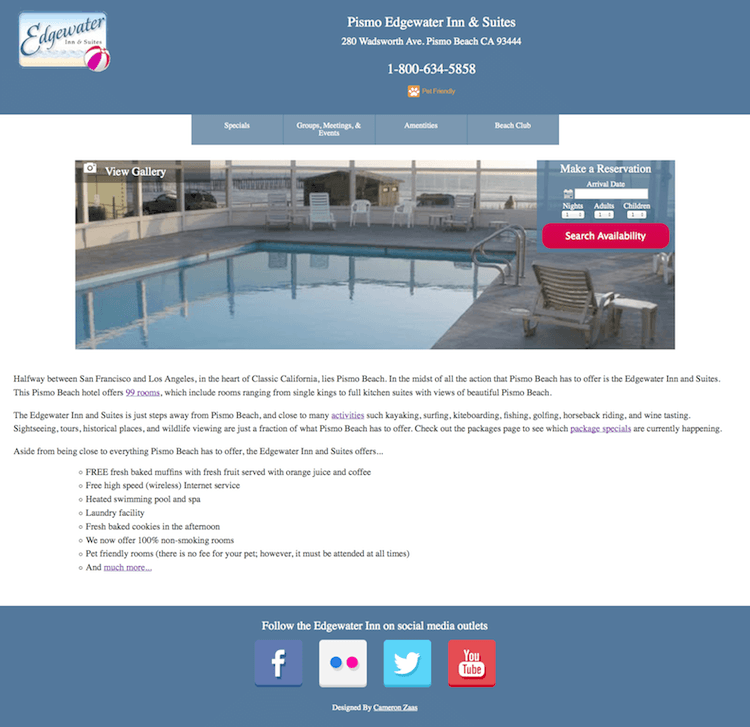 Edgewater
Inn & Suites
Pismo Edgewater Inn & Suites
280 Wadsworth Ave. Pismo Beach CA 93444
1-800-634-5858
Pet Friendly
Specials
Groups, Meetings, &
Events
Amentities
Beach Club
View Gallery
Make a Reservation
Arrival Date
Nights Adults Children
1 1 1
Search Availability
Halfway between San Francisco and Los Angeles, in the heart of Classic California, lies Pismo Beach. In the midst of all the action that Pismo Beach has to offer is the Edgewater Inn and Suites.
This Pismo Beach hotel offers 99 rooms, which include rooms ranging from single kings to full kitchen suites with views of beautiful Pismo Beach.
The Edgewater Inn and Suites is just steps away from Pismo Beach, and close to many activities such kayaking, surfing, kiteboarding, fishing, golfing, horseback riding, and wine tasting.
Sightseeing, tours, historical places, and wildlife viewing are just a fraction of what Pismo Beach has to offer. Check out the packages page to see which package specials are currently happening.
Aside from being close to everything Pismo Beach has to offer, the Edgewater Inn and Suites offers...
FREE fresh baked muffins with fresh fruit served with orange juice and coffee
Free high speed (wireless) Internet service
Heated swimming pool and spa
Laundry facility
Fresh baked cookies in the afternoon
We now offer 100% non-smoking rooms
Pet friendly rooms (there is no fee for your pet; however, it must be attended at all times)
And much more...
Follow the Edgewater Inn on social media outlets
f
You
Tube
Designed By Cameron Zaas